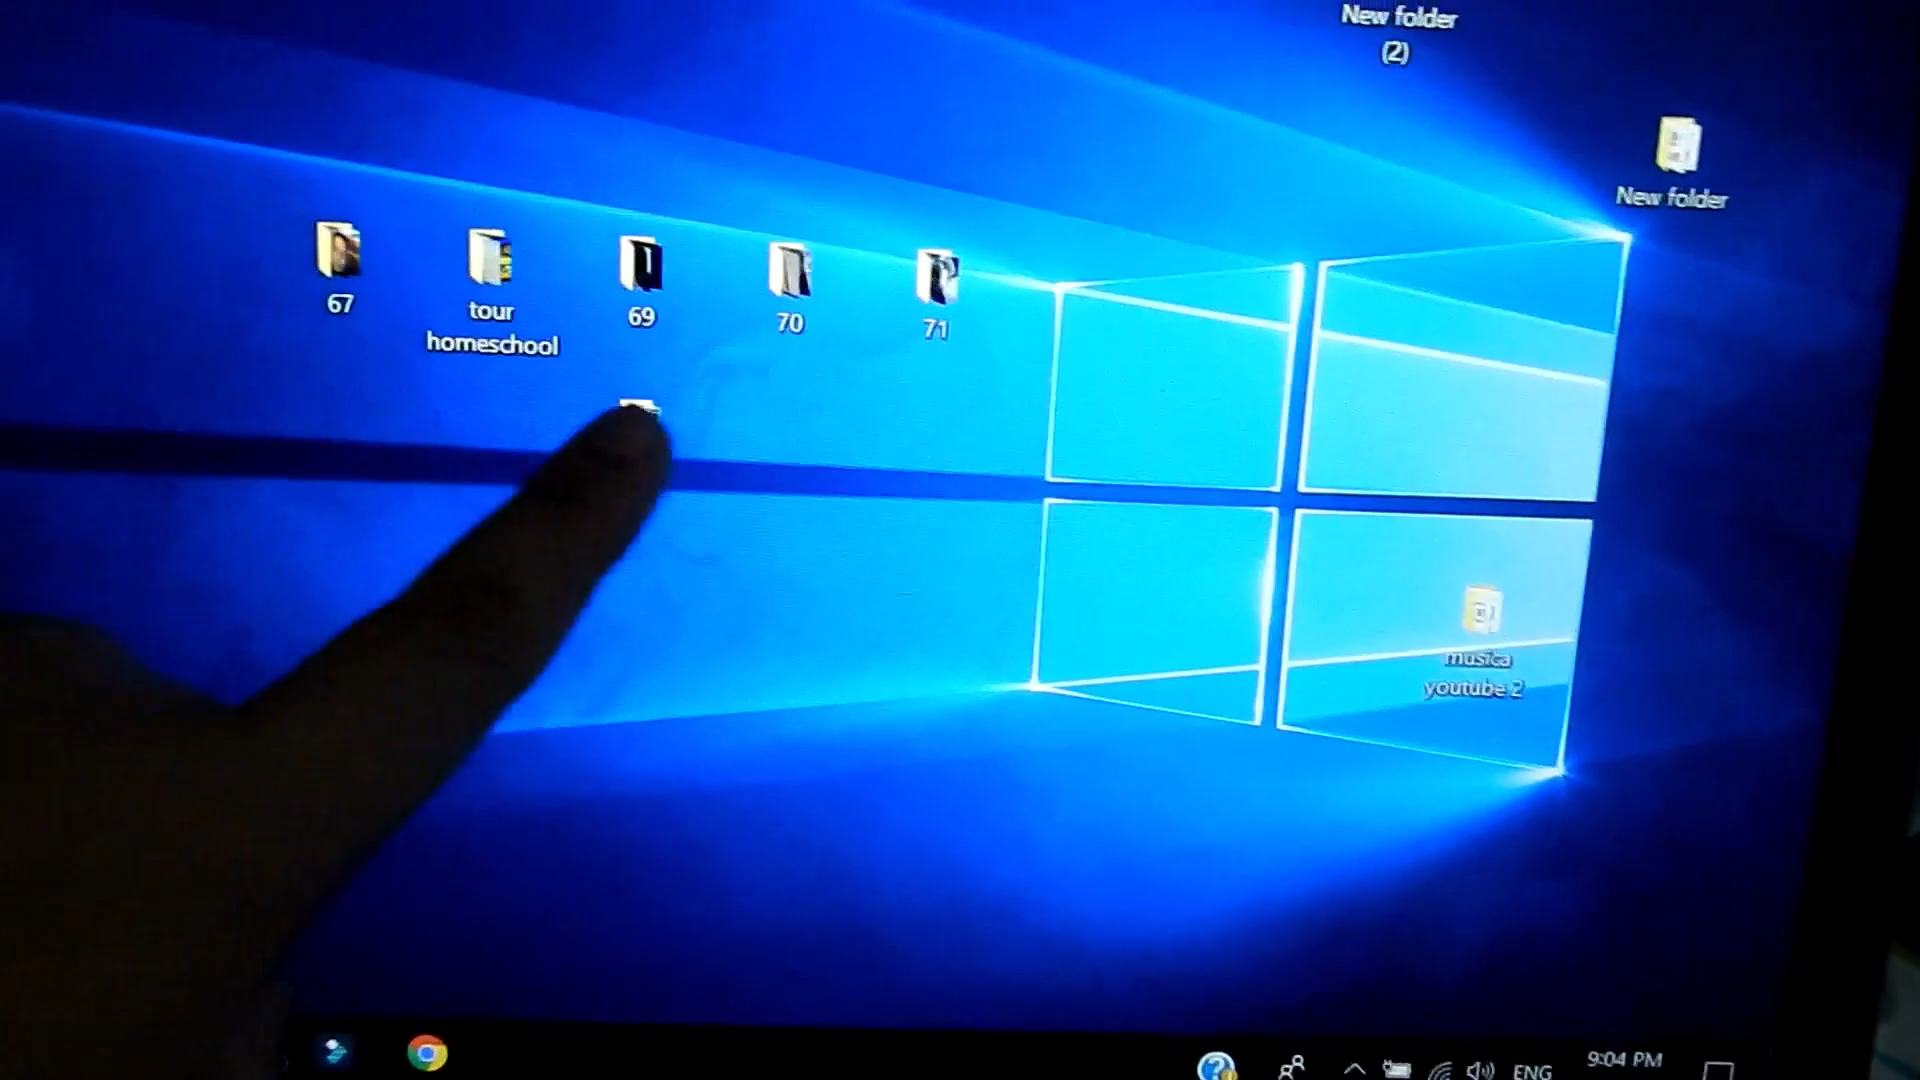 New folder
(2)
New folder
67
tour
homeschool
69
70
71
musica
youtube 2
ENG
9:04 PM